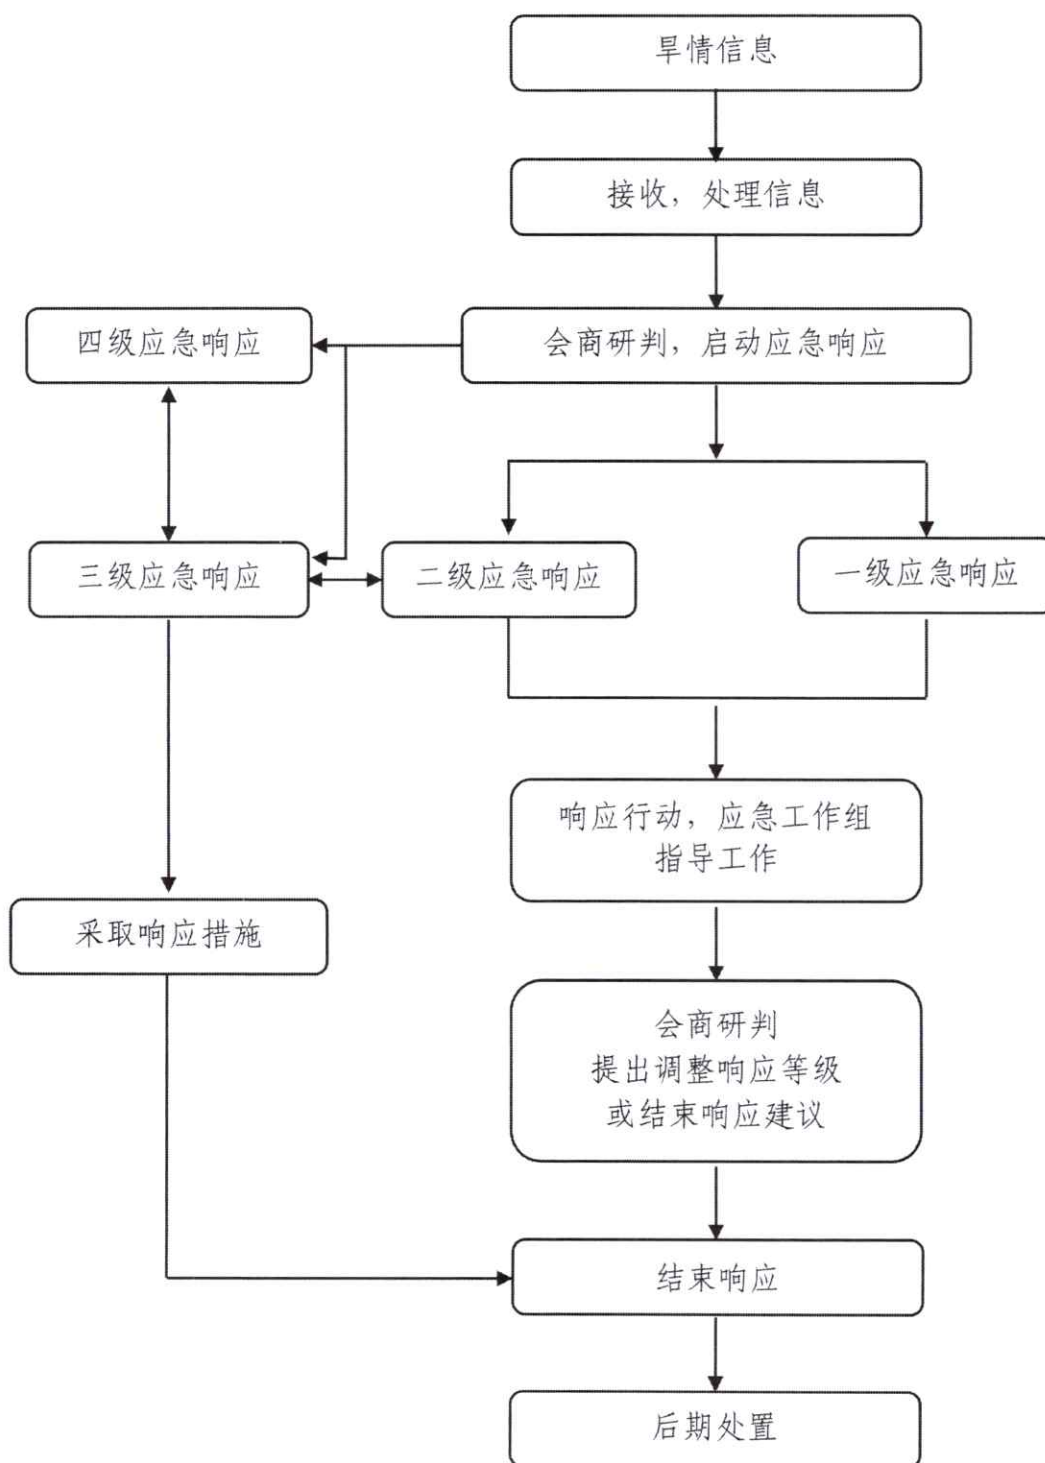 旱情信息
接收，处理信息
四级应急响应
会商研判，启动应急响应
三级应急响应
二级应急响应
一级应急响应
响应行动，应急工作组
指导工作
采取响应措施
会商研判
提出调整响应等级
或结束响应建议
结束响应
后期处置